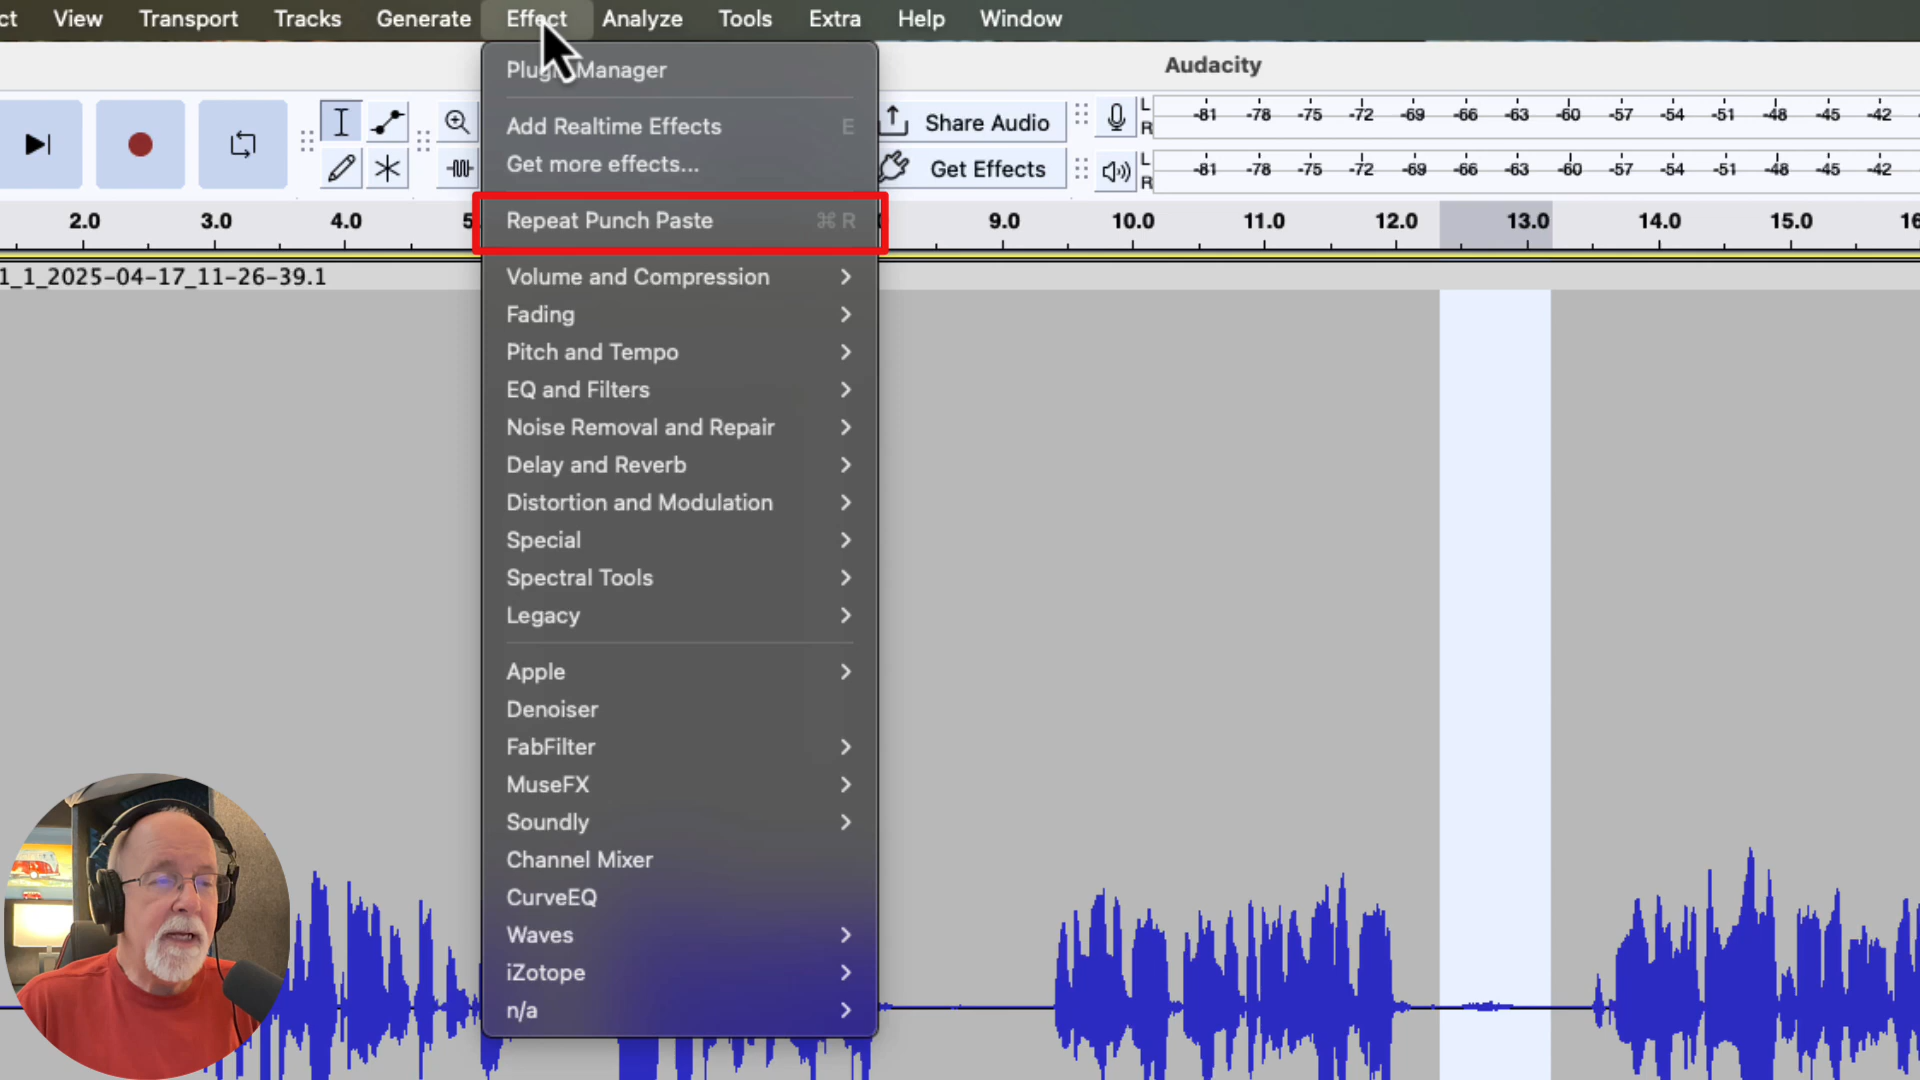 ct View Transport Tracks Generate Effect Analyze Tools Extra Help Window
Audacity
Plugin Manager
Add Realtime Effects E
Get more effects...
Repeat Punch Paste ⌘ R
Volume and Compression
Fading
Pitch and Tempo
EQ and Filters
Noise Removal and Repair
Delay and Reverb
Distortion and Modulation
Special
Spectral Tools
Legacy
Apple
Denoiser
FabFilter
MuseFX
Soundly
Channel Mixer
CurveEQ
Waves
iZotope
n/a
Share Audio
Get Effects
L
R
-81 -78 -75 -72 -69 -66 -63 -60 -57 -54 -51 -48 -45 -42
L
R
-81 -78 -75 -72 -69 -66 -63 -60 -57 -54 -51 -48 -45 -42
2.0 3.0 4.0 5 9.0 10.0 11.0 12.0 13.0 14.0 15.0 16
1_1_2025-04-17_11-26-39.1